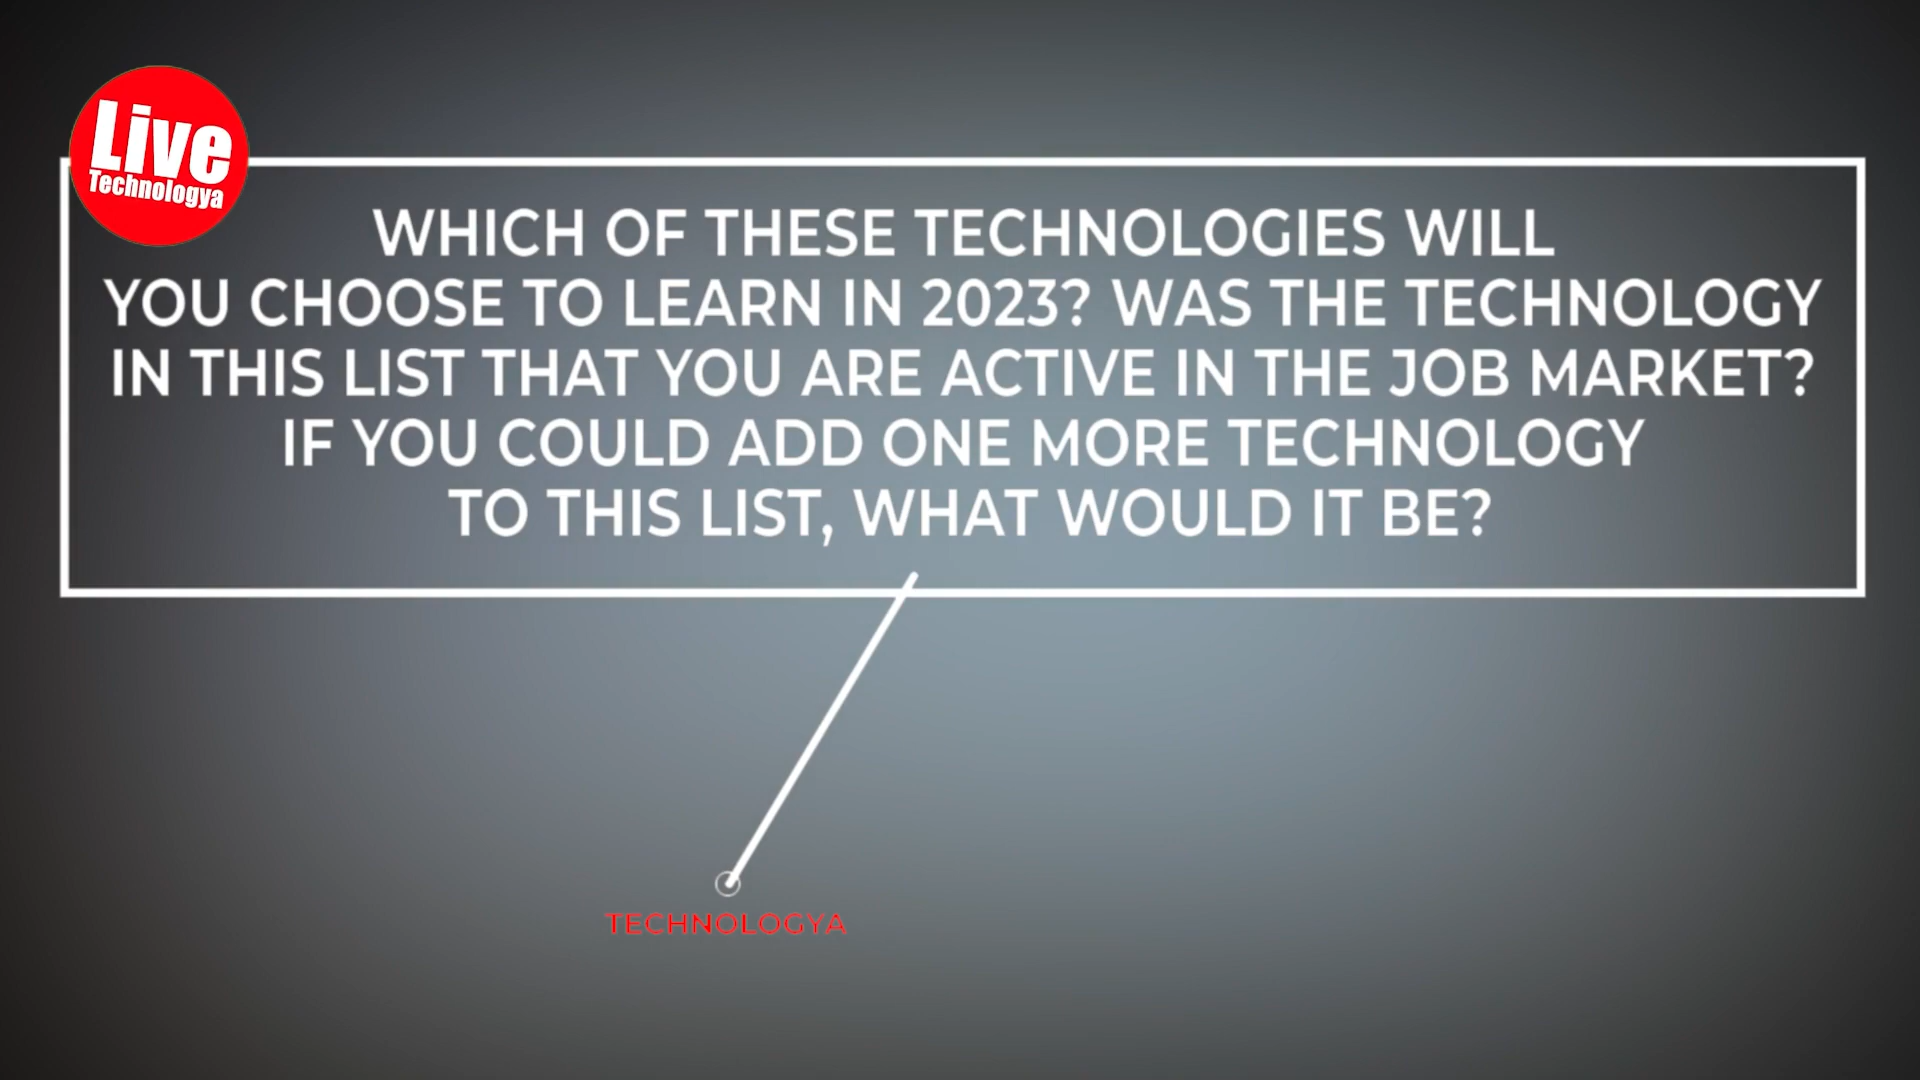 Live
Technologya
WHICH OF THESE TECHNOLOGIES WILL
YOU CHOOSE TO LEARN IN 2023? WAS THE TECHNOLOGY
IN THIS LIST THAT YOU ARE ACTIVE IN THE JOB MARKET?
IF YOU COULD ADD ONE MORE TECHNOLOGY
TO THIS LIST, WHAT WOULD IT BE?
TECHNOLOGYA